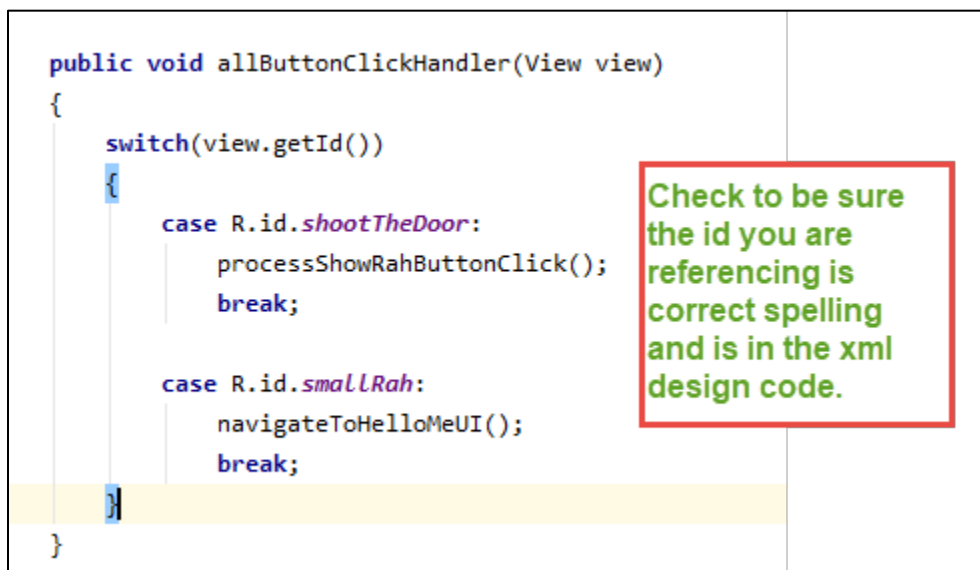 public void allButtonClickHandler(View view)
{
switch(view.getId())
{
case R.id.shootTheDoor:
processShowRahButtonClick();
break;
case R.id.smallRah:
navigateToHelloMeUI();
break;
}
}
Check to be sure
the id you are
referencing is
correct spelling
and is in the xml
design code.